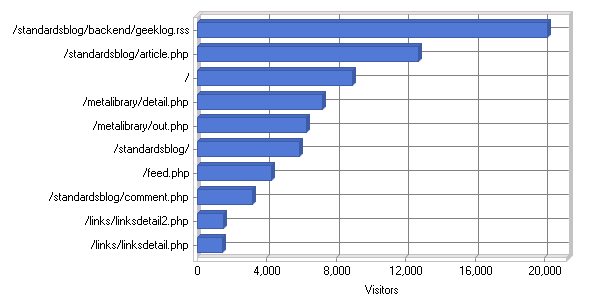 /standardsblog/backend/geeklog.rss
/standardsblog/article.php
/
/metalibrary/detail.php
/metalibrary/out.php
/standardsblog/
/feed.php
/standardsblog/comment.php
/links/linksdetail2.php
/links/linksdetail.php
0 4,000 8,000 12,000 16,000 20,000
Visitors